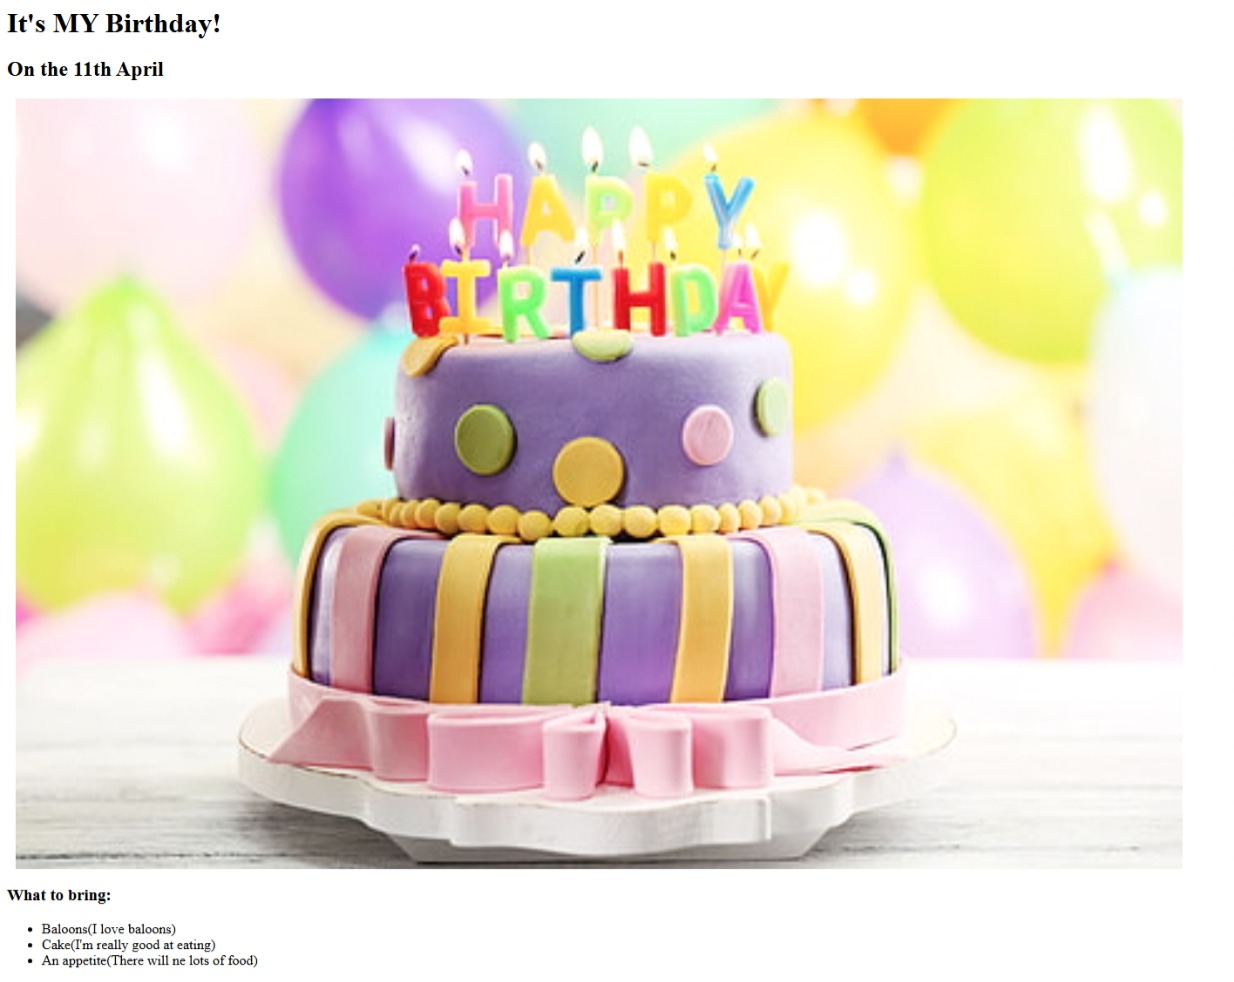 It's MY Birthday!
On the 11th April
HAPPY
BIRTHDAY
What to bring:
Baloons(I love baloons)
Cake(I'm really good at eating)
An appetite(There will ne lots of food)